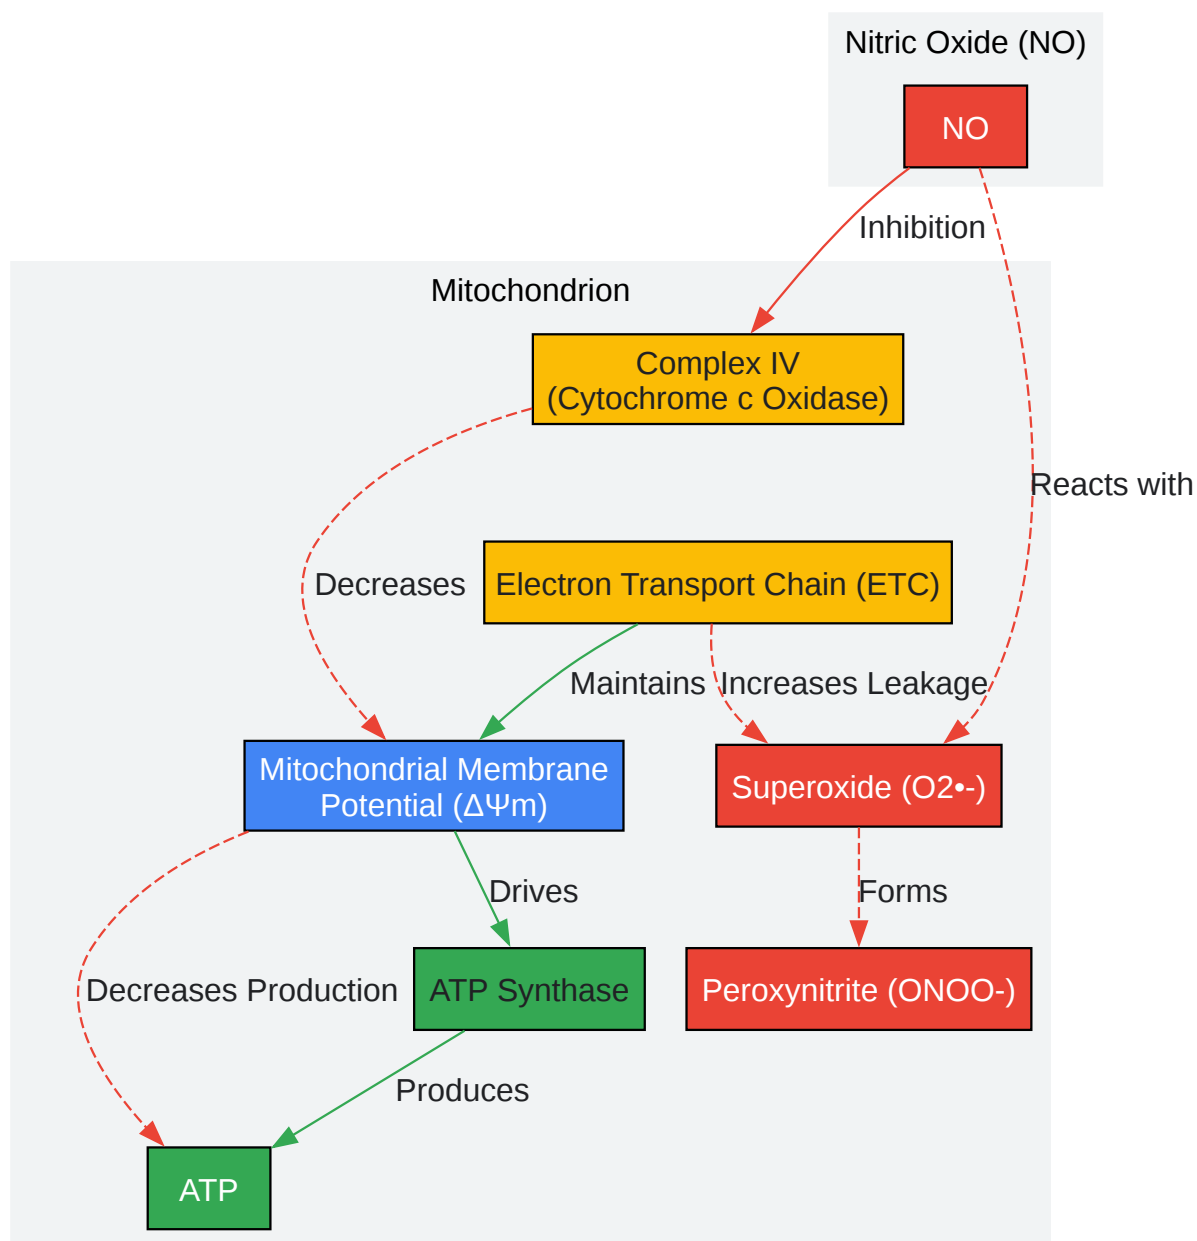 Nitric Oxide (NO)
NO
Inhibition
Mitochondrion
Complex IV
(Cytochrome c Oxidase)
Reacts with
Decreases
Electron Transport Chain (ETC)
Maintains
Increases Leakage
Mitochondrial Membrane
Potential (ΔΨm)
Superoxide (O2•-)
Drives
Forms
Decreases Production
ATP Synthase
Peroxynitrite (ONOO-)
Produces
ATP